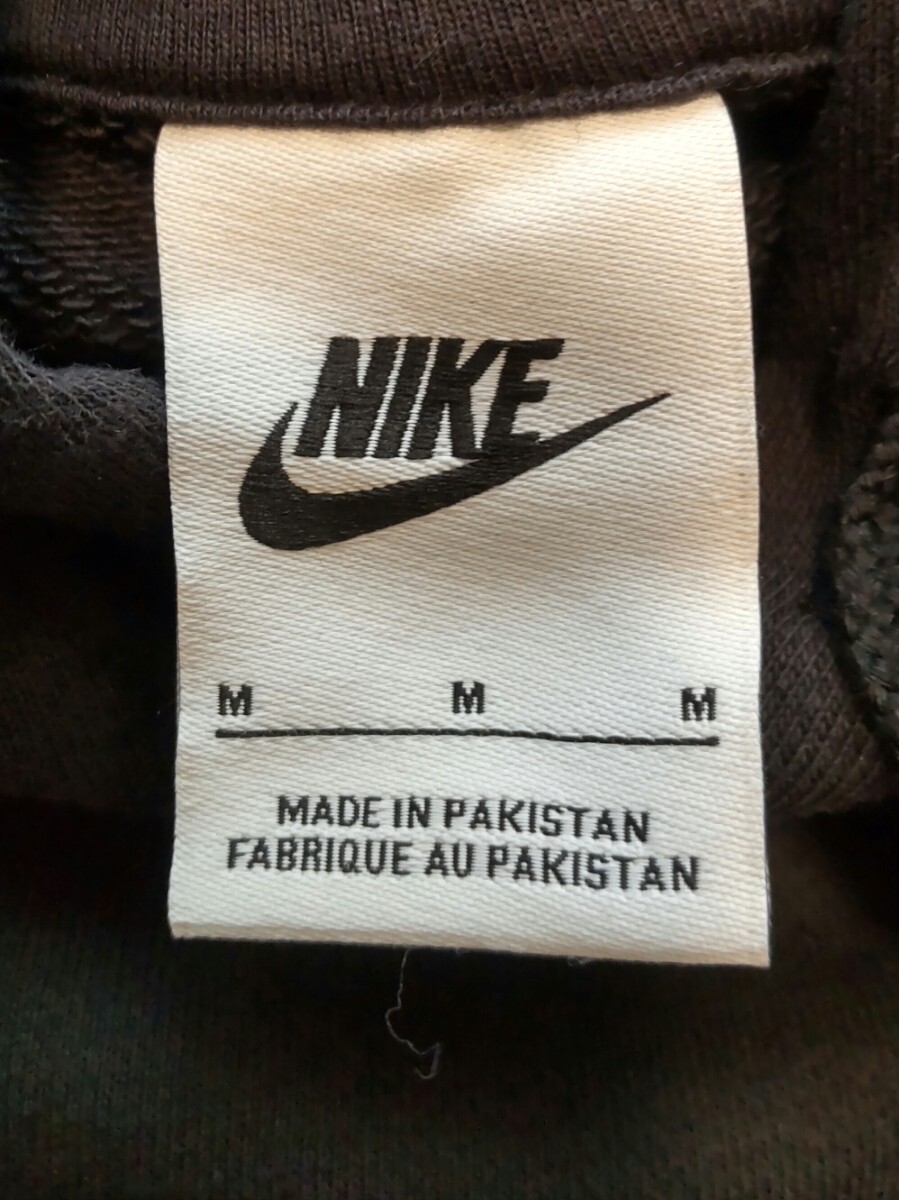 NIKE
M M M
MADE IN PAKISTAN
FABRIQUE AU PAKISTAN